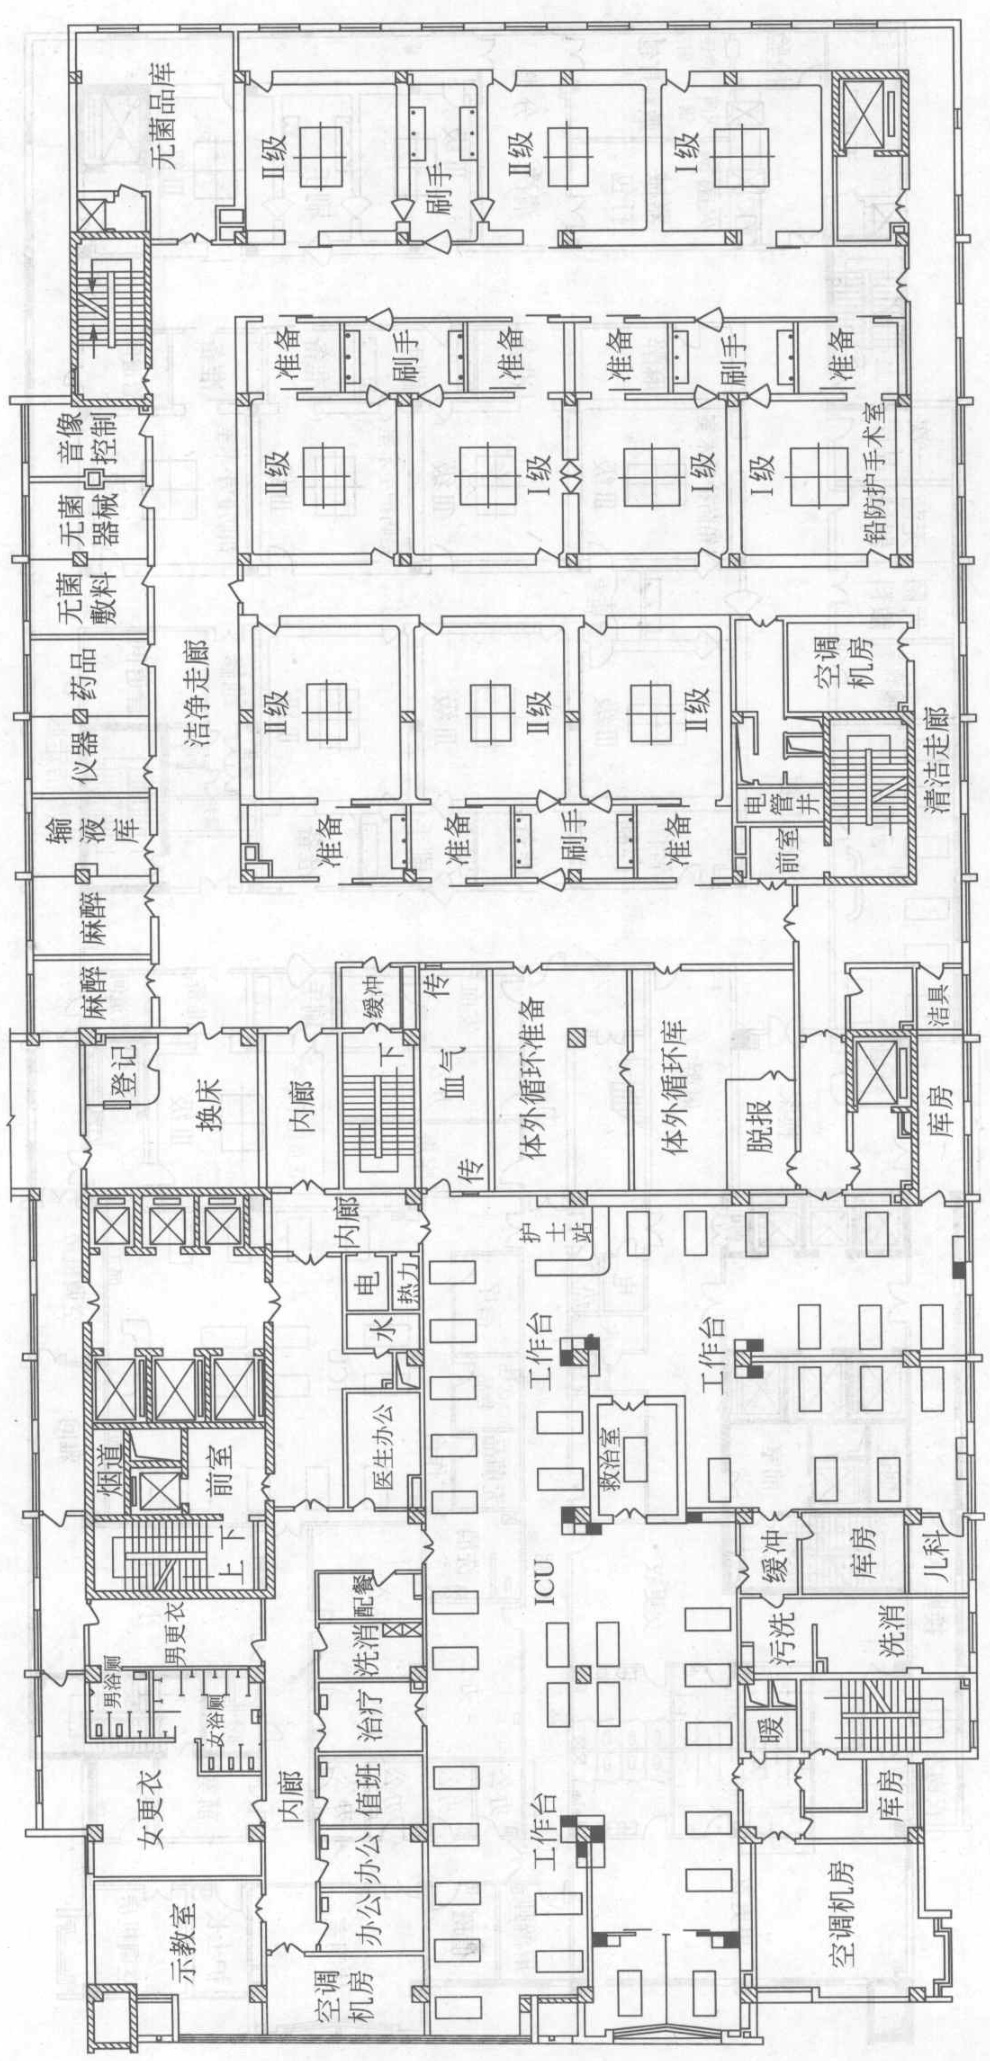 无菌品库
Ⅱ级
刷手
Ⅱ级
Ⅰ级
准备
刷手
准备
准备
刷手
准备
音像
控制
Ⅱ级
Ⅰ级
Ⅰ级
Ⅰ级
铅防护手术室
无菌
器械
无菌
敷料
药品
仪器
洁净走廊
Ⅱ级
Ⅱ级
Ⅱ级
空调
机房
清洁走廊
输
液
库
准备
准备
刷手
准备
电
管
井
前室
麻醉
麻醉
登记
换床
内廊
缓冲
下
传
血气
传
体外循环准备
体外循环库
脱报
洁具
库房
内廊
电
热力
水
护
士
站
工作台
工作台
烟道
前室
医生办公
救治室
上
下
ICU
缓冲
库房
儿科
男更衣
男浴厕
女浴厕
配餐
洗消
治疗
污洗
洗消
女更衣
内廊
值班
办公
办公
工作台
暖
库房
示教室
空调
机房
空调机房